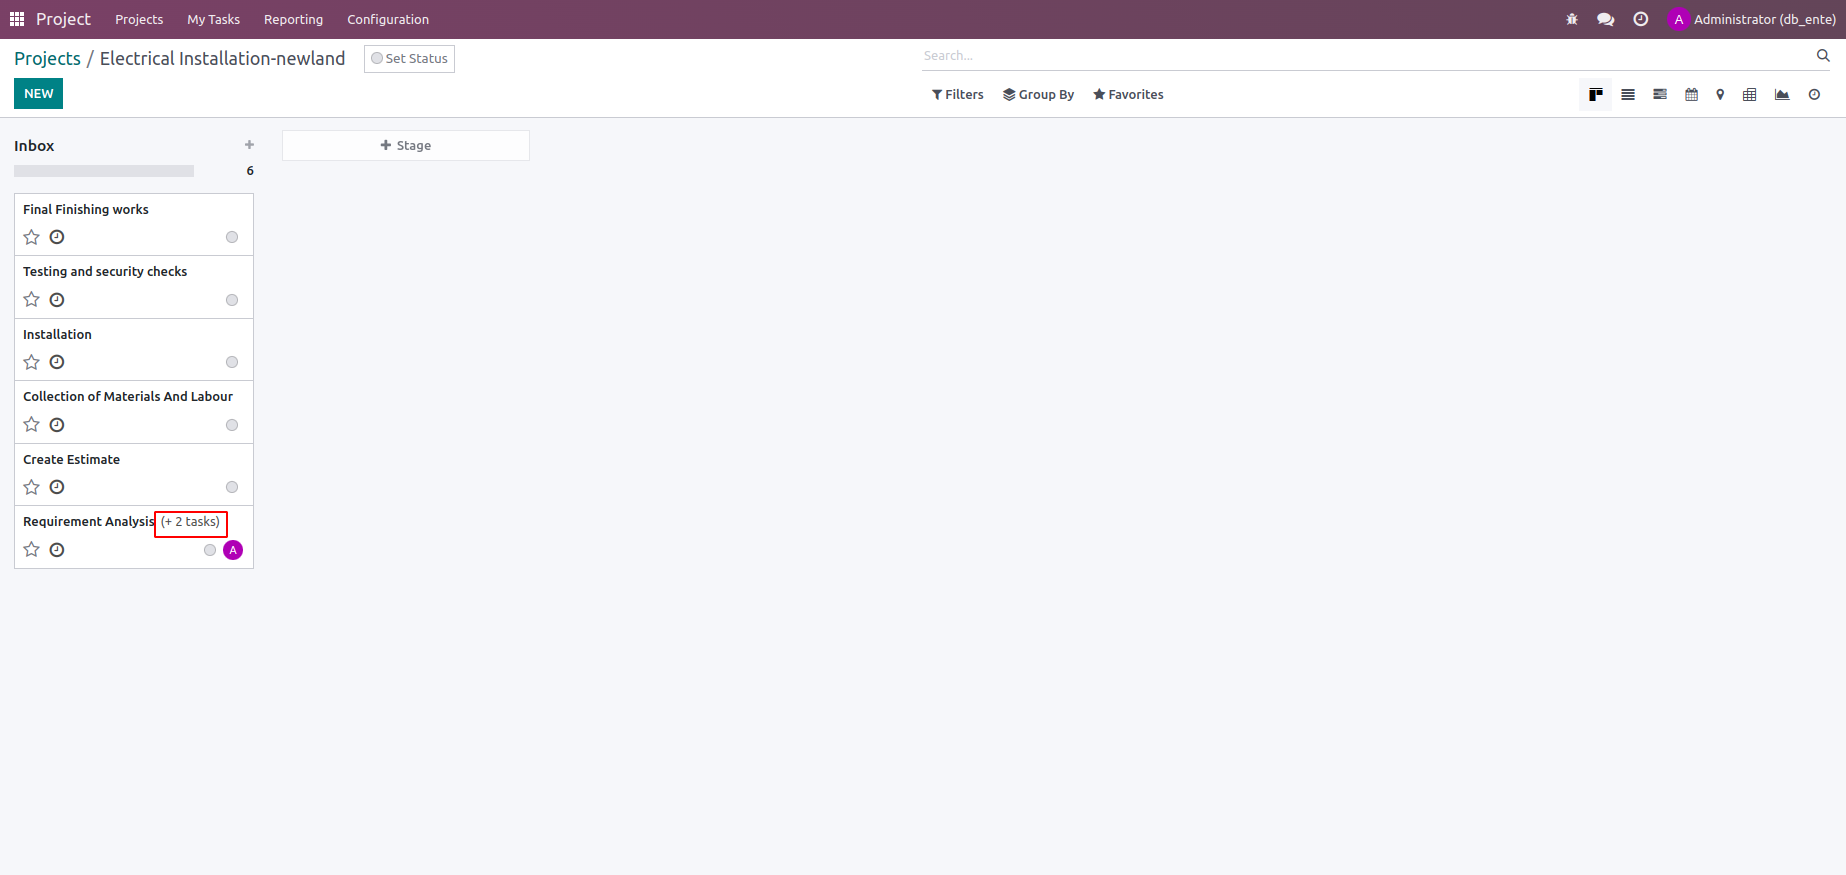 Project Projects My Tasks Reporting Configuration A Administrator (db_ente)
Projects / Electrical Installation-newland Set Status Search...
NEW Filters Group By Favorites
Inbox + + Stage
6
Final Finishing works
Testing and security checks
Installation
Collection of Materials And Labour
Create Estimate
Requirement Analysis (+ 2 tasks)
A